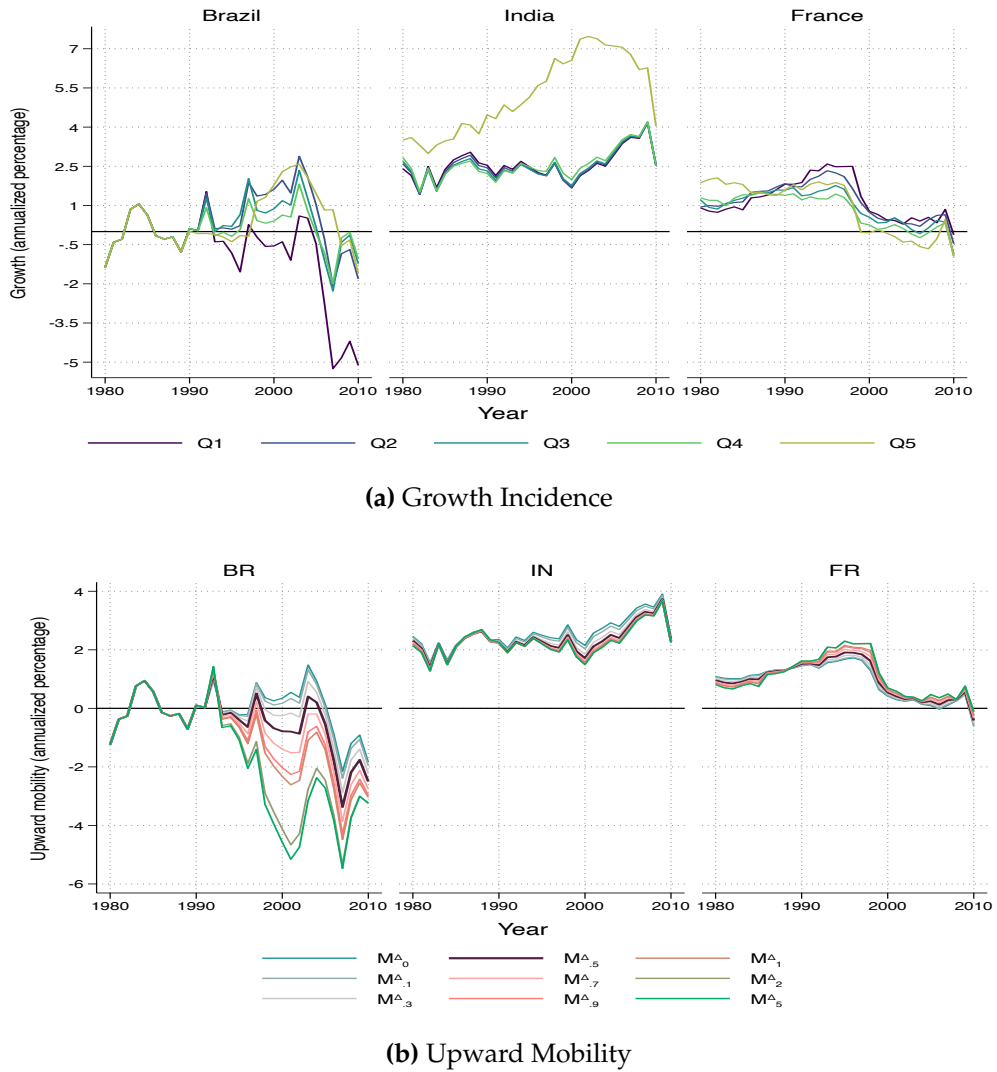 Brazil India France
Growth (annualized percentage)
7
5.5
4
2.5
1
-.5
-2
-3.5
-5
1980 1990 2000 2010 1980 1990 2000 2010 1980 1990 2000 2010
Year
Q1 Q2 Q3 Q4 Q5
(a) Growth Incidence
BR IN FR
Upward mobility (annualized percentage)
4
2
0
-2
-4
-6
1980 1990 2000 2010 1980 1990 2000 2010 1980 1990 2000 2010
Year
MΔ0 MΔ.5 MΔ1
MΔ.1 MΔ.7 MΔ2
MΔ.3 MΔ.9 MΔ5
(b) Upward Mobility